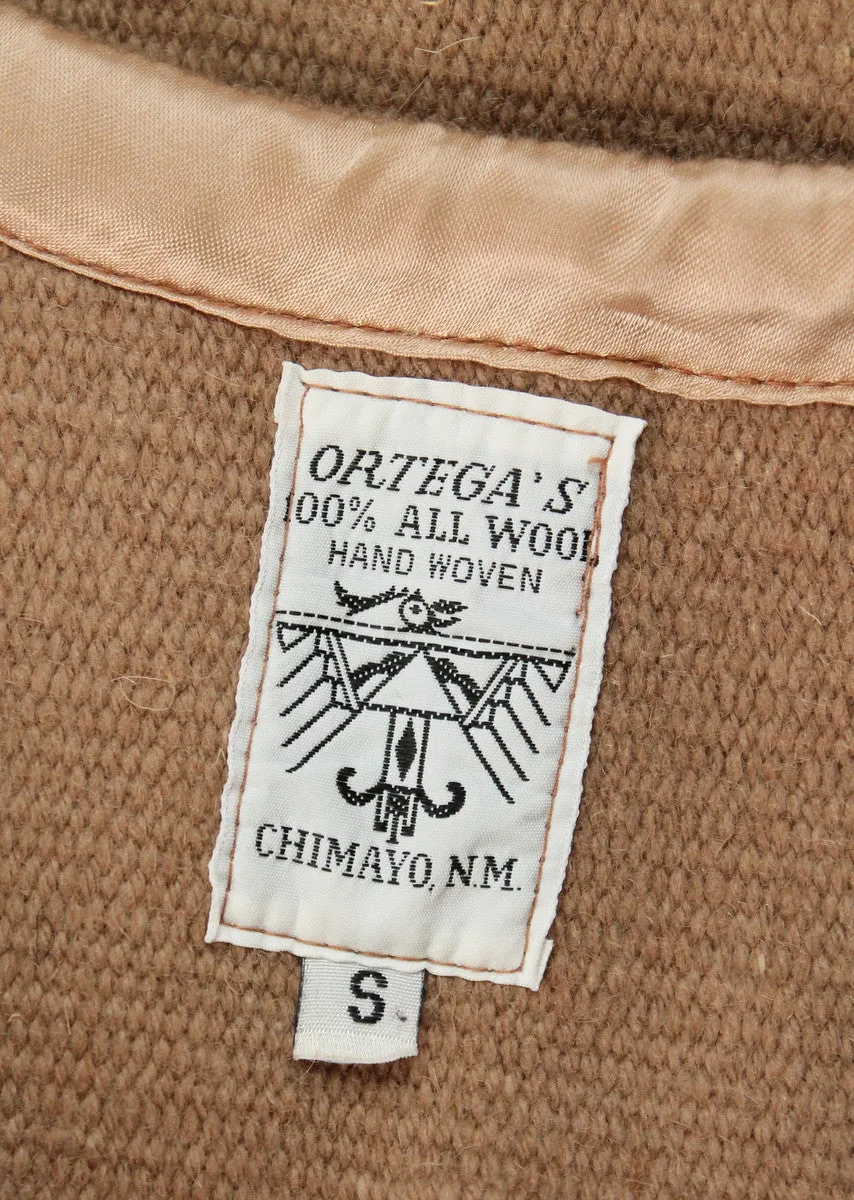 ORTEGA'S
100% ALL WOOL
HAND WOVEN
CHIMAYO, N.M.
S